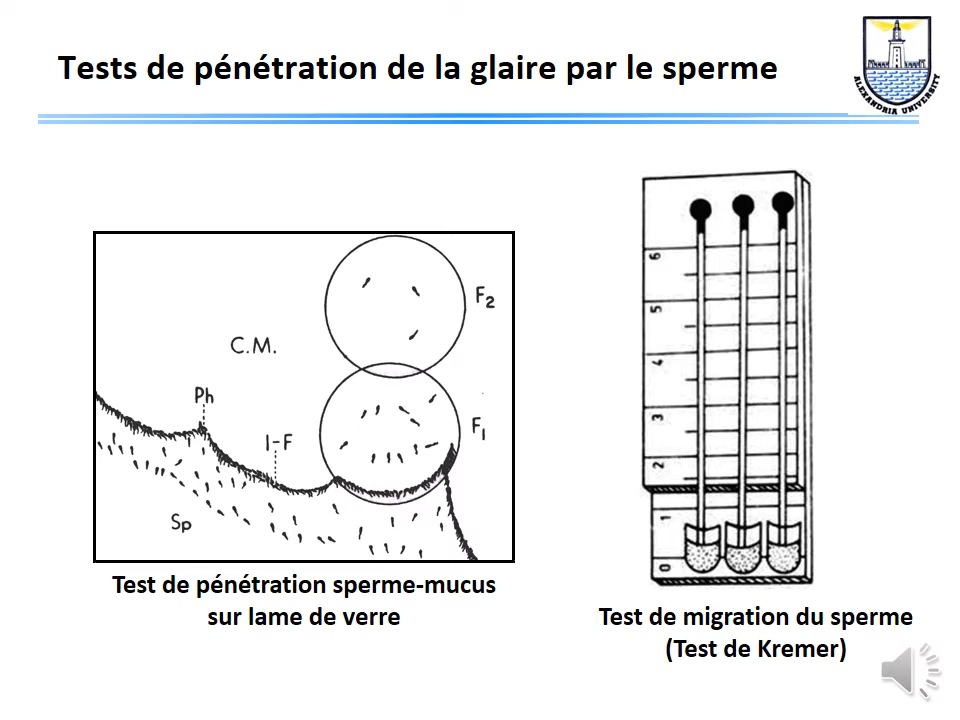 Tests de pénétration de la glaire par le sperme
ALEXANDRIA UNIVERSITY
F2
C.M.
Ph
I-F
F1
Sp
Test de pénétration sperme-mucus
sur lame de verre
6
5
4
3
2
1
0
Test de migration du sperme
(Test de Kremer)